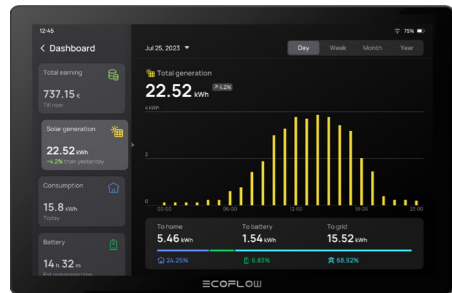 12:45
75%
< Dashboard
Jul 25, 2023
Day
Week
Month
Year
Total earning
737.15 €
Till now
Total generation
22.52 kWh
4.2%
4 kWh
Solar generation
22.52 kWh
+4.2% than yesterday
2
Consumption
15.8 kWh
Today
0
02:00
06:00
12:00
18:00
23:00
Battery
14 h 32 m
Est. remaining time
To home
5.46 kWh
24.25%
To battery
1.54 kWh
6.83%
To grid
15.52 kWh
68.92%
ECOFLOW